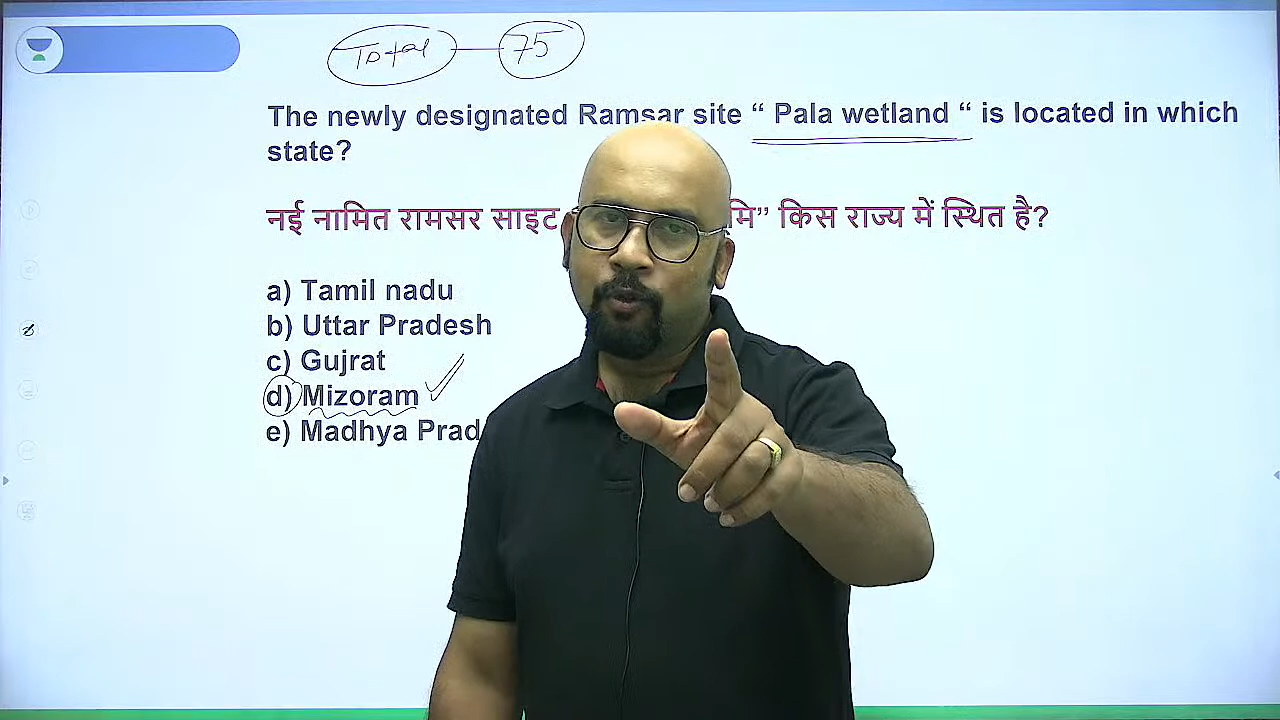 Total — 75
The newly designated Ramsar site “ Pala wetland “ is located in which
state?
नई नामित रामसर साइट मि” किस राज्य में स्थित है?
a) Tamil nadu
b) Uttar Pradesh
c) Gujrat
d) Mizoram
e) Madhya Prad